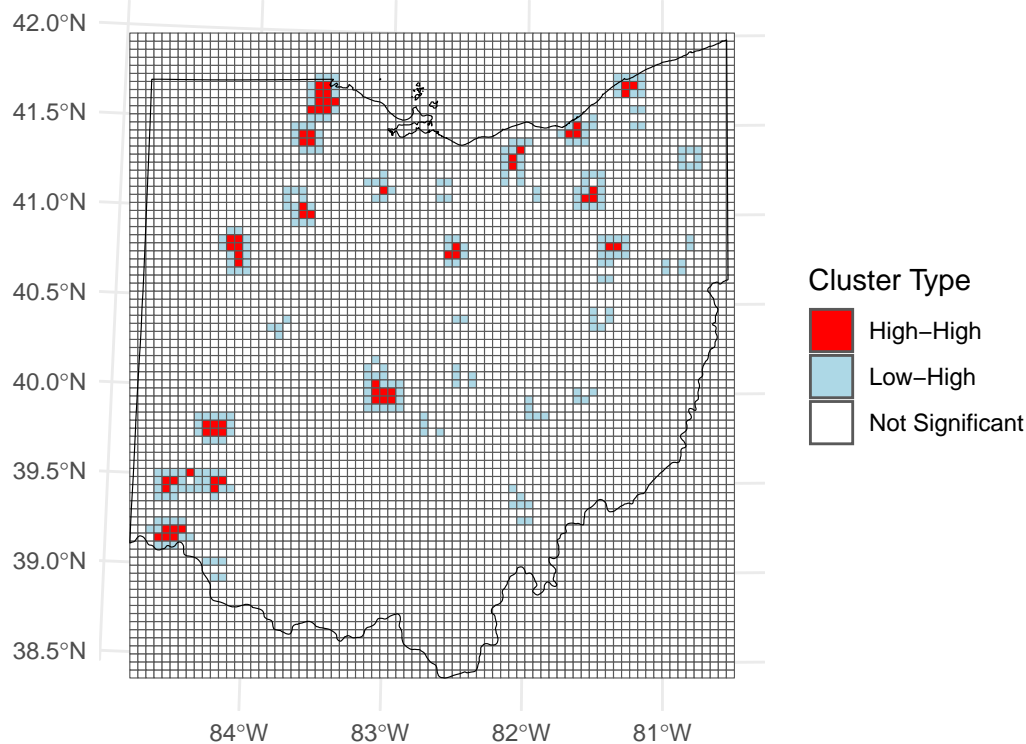 42.0°N
41.5°N
41.0°N
40.5°N
40.0°N
39.5°N
39.0°N
38.5°N
84°W 83°W 82°W 81°W
Cluster Type
High−High
Low−High
Not Significant